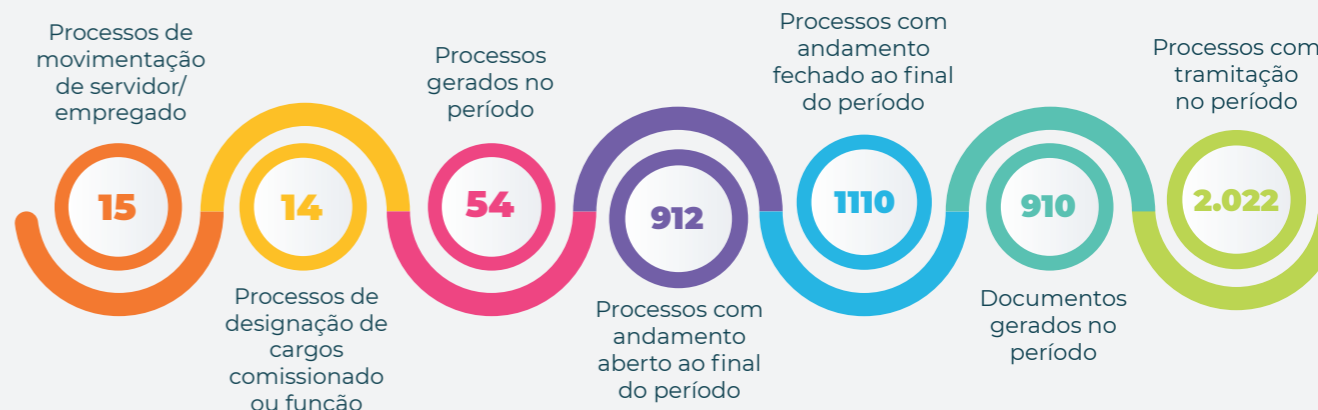 Processos de
movimentação
de servidor/
empregado
15
14
Processos de
designação de
cargos
comissionado
ou função
Processos
gerados no
período
54
912
Processos com
andamento
aberto ao final
do período
Processos com
andamento
fechado ao final
do período
1110
910
Documentos
gerados no
período
Processos com
tramitação
no período
2.022